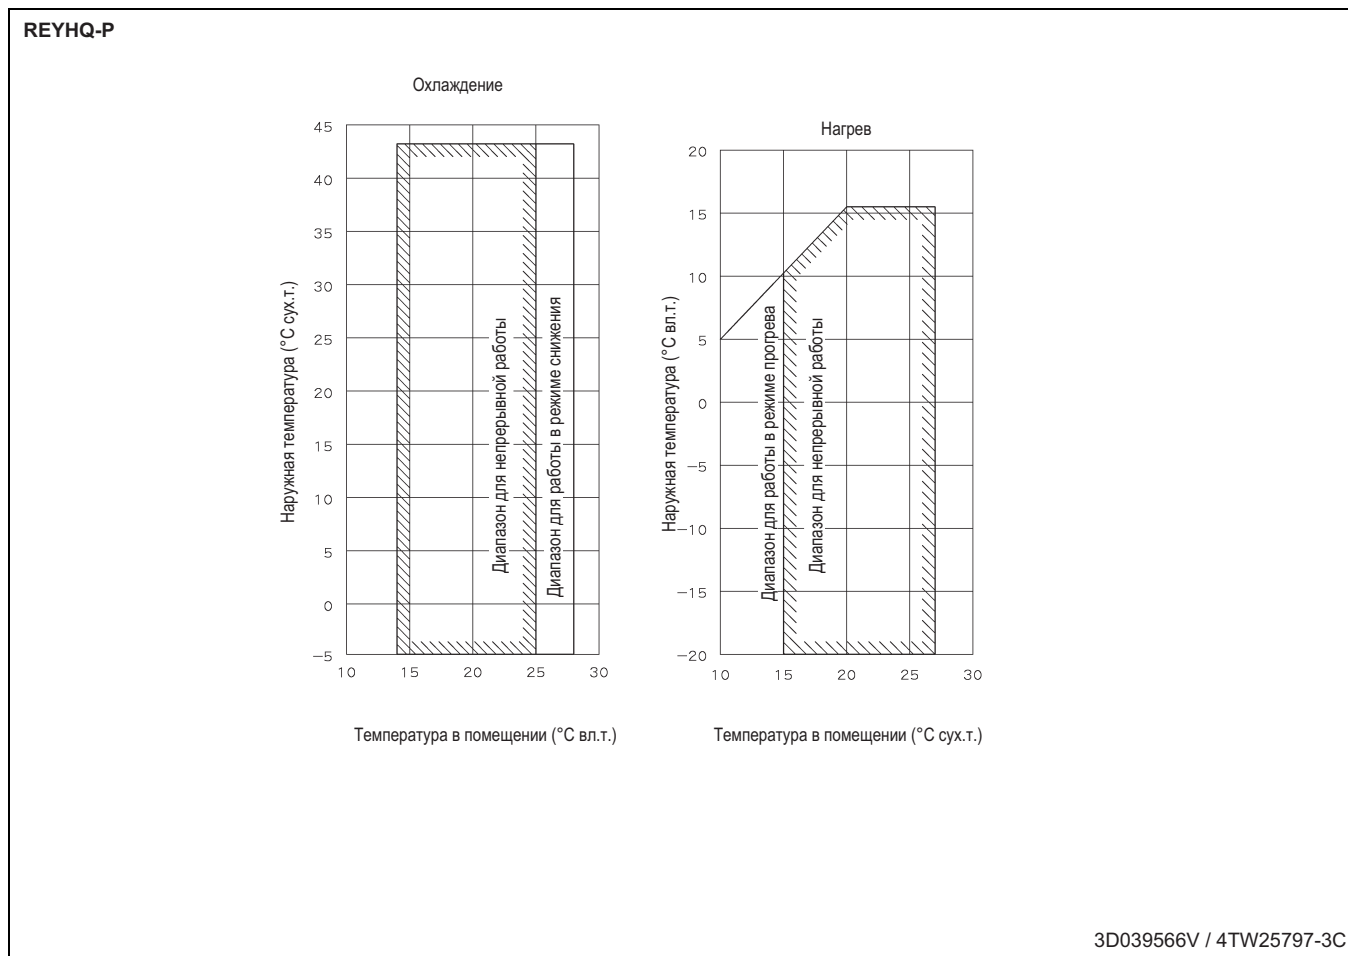 REYHQ-P
Охлаждение
45
40
35
30
25
20
15
10
5
0
−5
10 15 20 25 30
Наружная температура (°C сух.т.)
Диапазон для непрерывной работы
Диапазон для работы в режиме снижения
Температура в помещении (°C вл.т.)
Нагрев
20
15
10
5
0
−5
−10
−15
−20
10 15 20 25 30
Наружная температура (°C вл.т.)
Диапазон для работы в режиме прогрева
Диапазон для непрерывной работы
Температура в помещении (°C сух.т.)
3D039566V / 4TW25797-3C